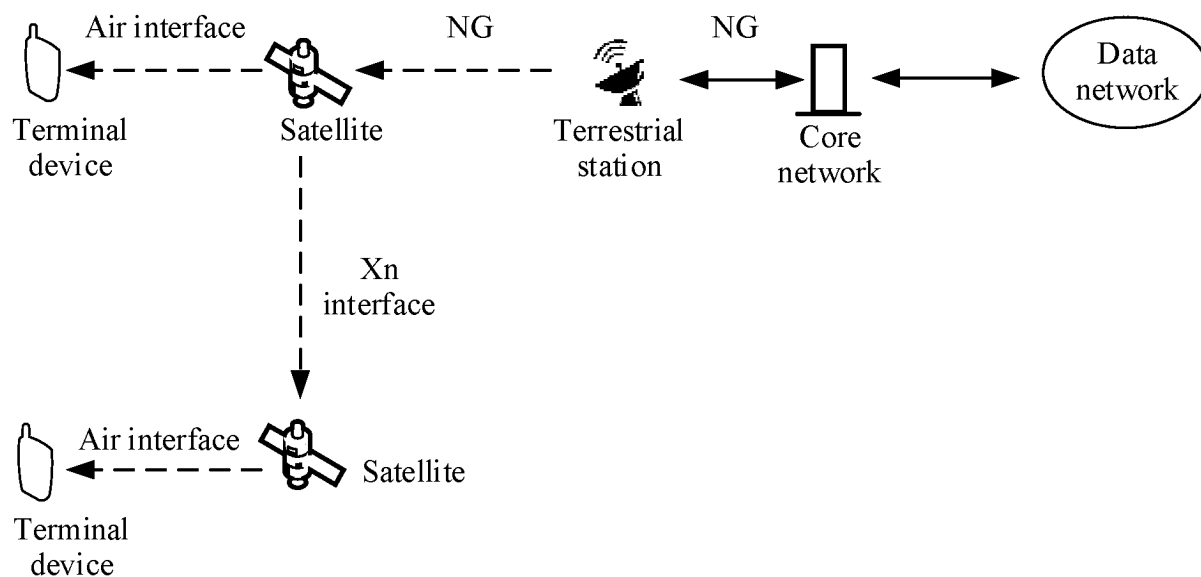 Air interface
NG
NG
Data
network
Terminal
device
Satellite
Terrestrial
station
Core
network
Xn
interface
Air interface
Satellite
Terminal
device